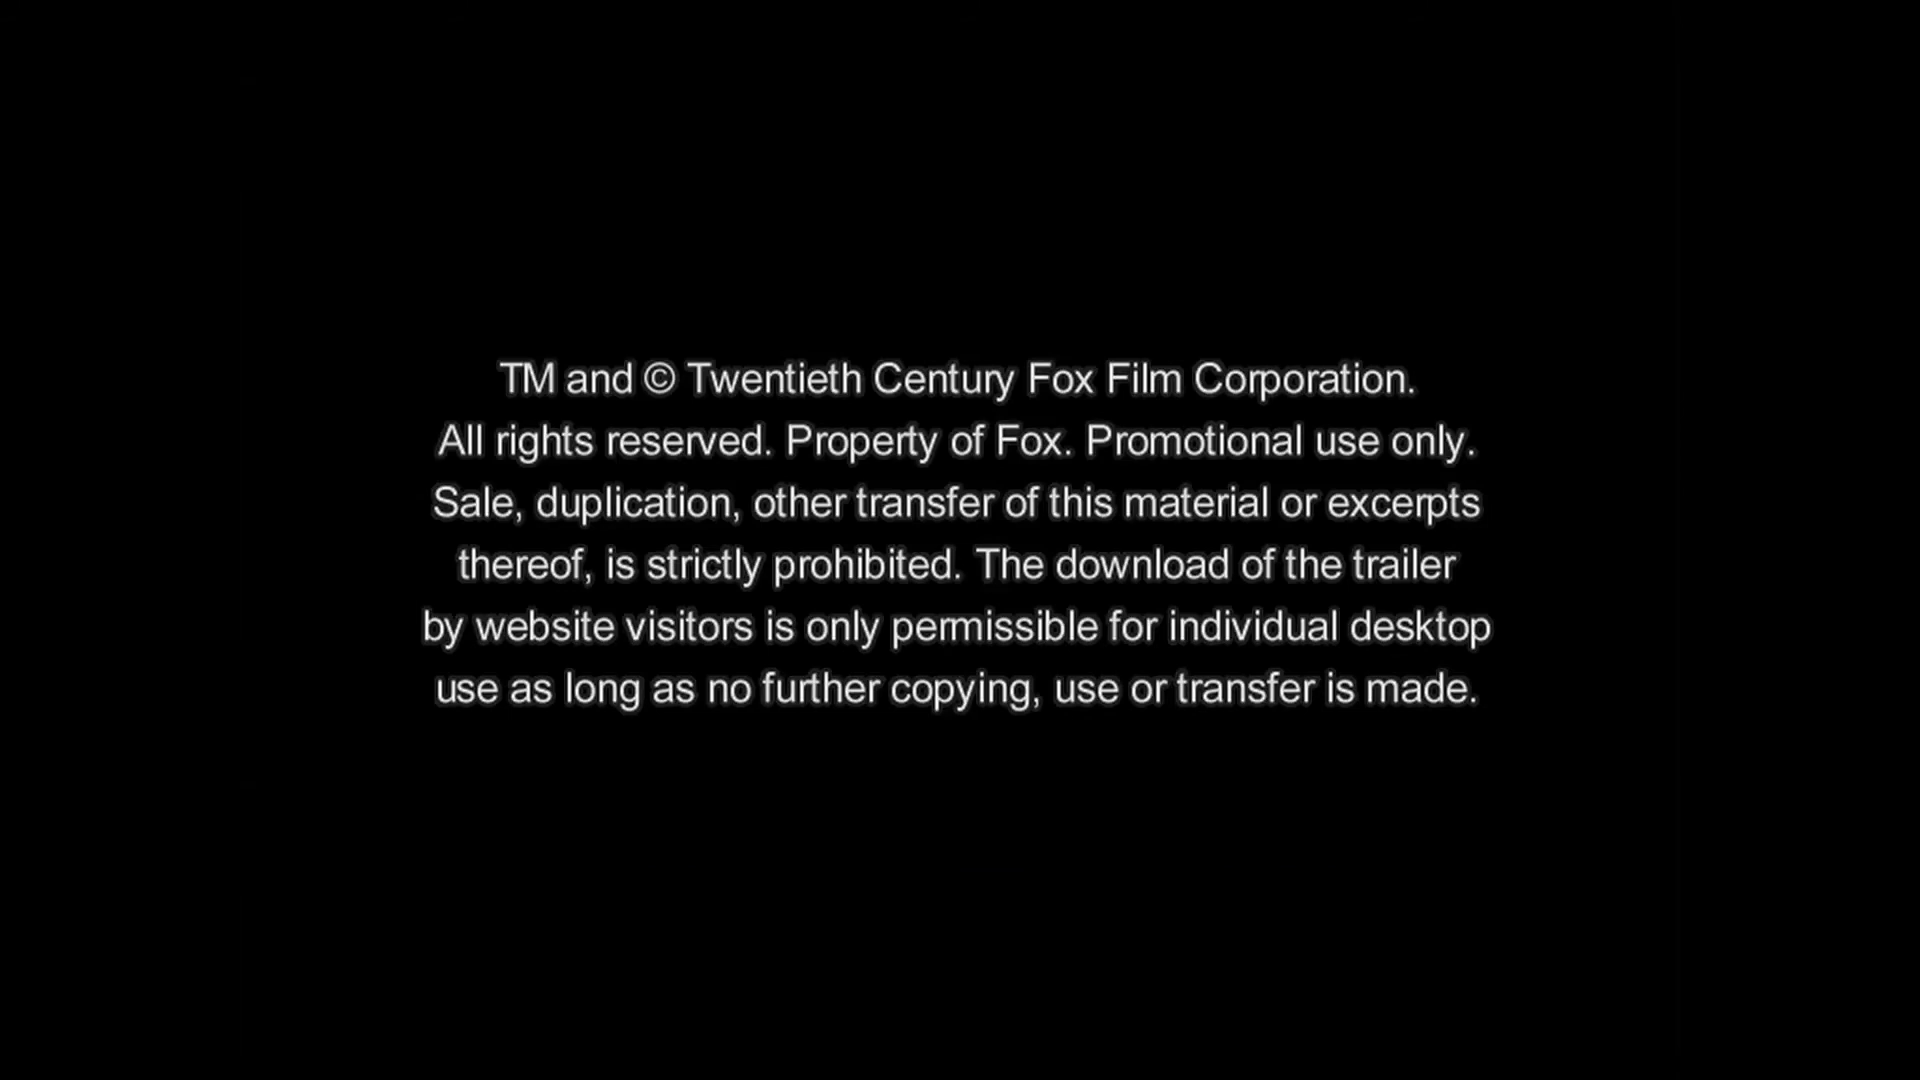 TM and © Twentieth Century Fox Film Corporation.
All rights reserved. Property of Fox. Promotional use only.
Sale, duplication, other transfer of this material or excerpts
thereof, is strictly prohibited. The download of the trailer
by website visitors is only permissible for individual desktop
use as long as no further copying, use or transfer is made.